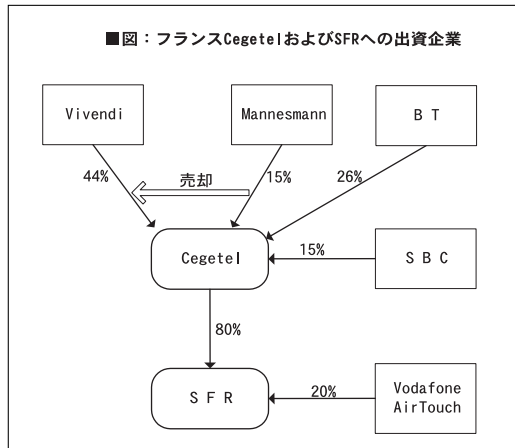 ■図：フランスCegetelおよびSFRへの出資企業
Vivendi
Mannesmann
B T
44%
売却
15%
26%
Cegetel
15%
S B C
80%
S F R
20%
Vodafone
AirTouch